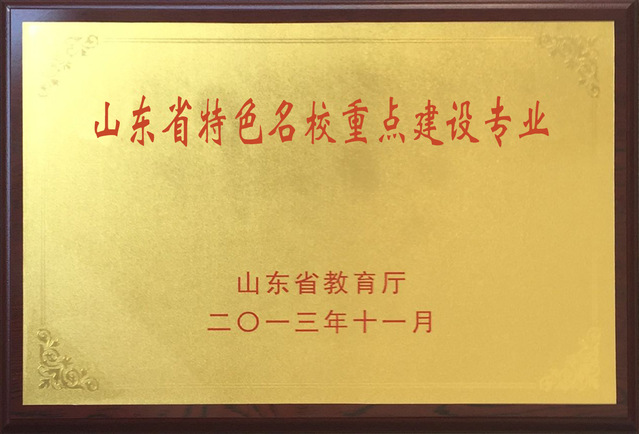 山东省特色名校重点建设专业
山东省教育厅
二〇一三年十一月